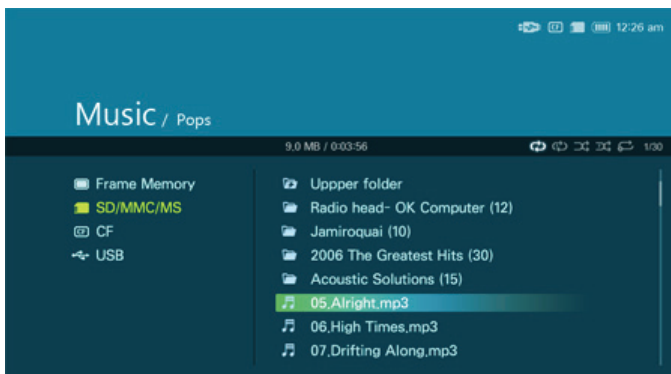 12:26 am
Music / Pops
9.0 MB / 0:03:56
1/30
Frame Memory
SD/MMC/MS
CF
USB
Uppper folder
Radio head- OK Computer (12)
Jamiroquai (10)
2006 The Greatest Hits (30)
Acoustic Solutions (15)
05.Alright.mp3
06.High Times.mp3
07.Drifting Along.mp3